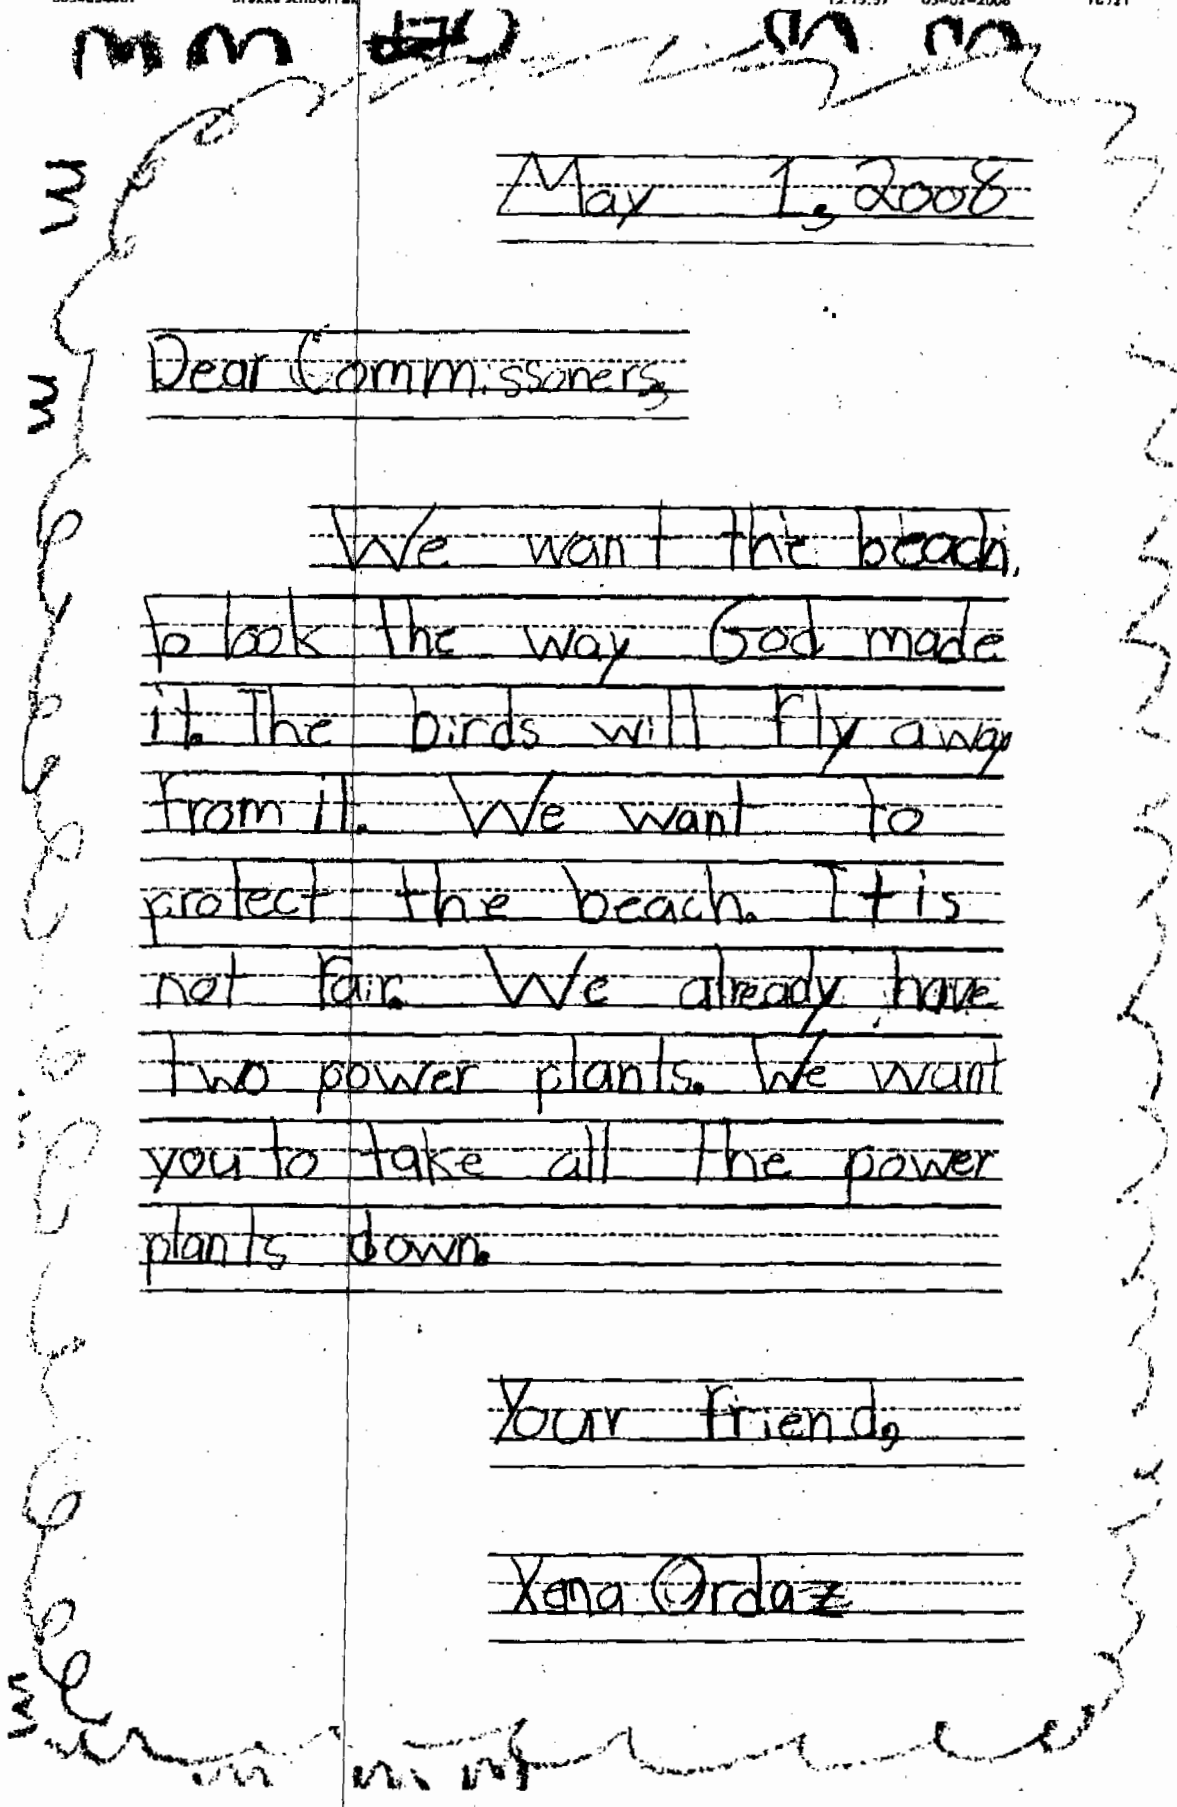 May 1, 2008
Dear Commissoners,
We want the beach
to look the way God made
it. The birds will fly away
from it. We want to
protect the beach. It is
not fair. We already have
two power plants. We want
you to take all the power
plants down.
Your friend,
Xena Ordaz